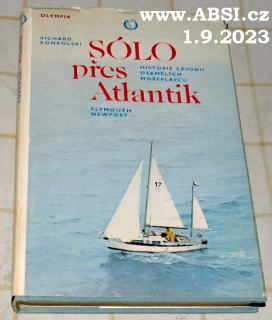 www.ABSI.cz
1.9.2023
OLYMPIA
RICHARD
KONKOLSKI
SÓLO
přes
Atlantik
HISTORIE ZÁVODU
OSAMĚLÝCH
MOŘEPLAVCŮ
PLYMOUTH
NEWPORT
17